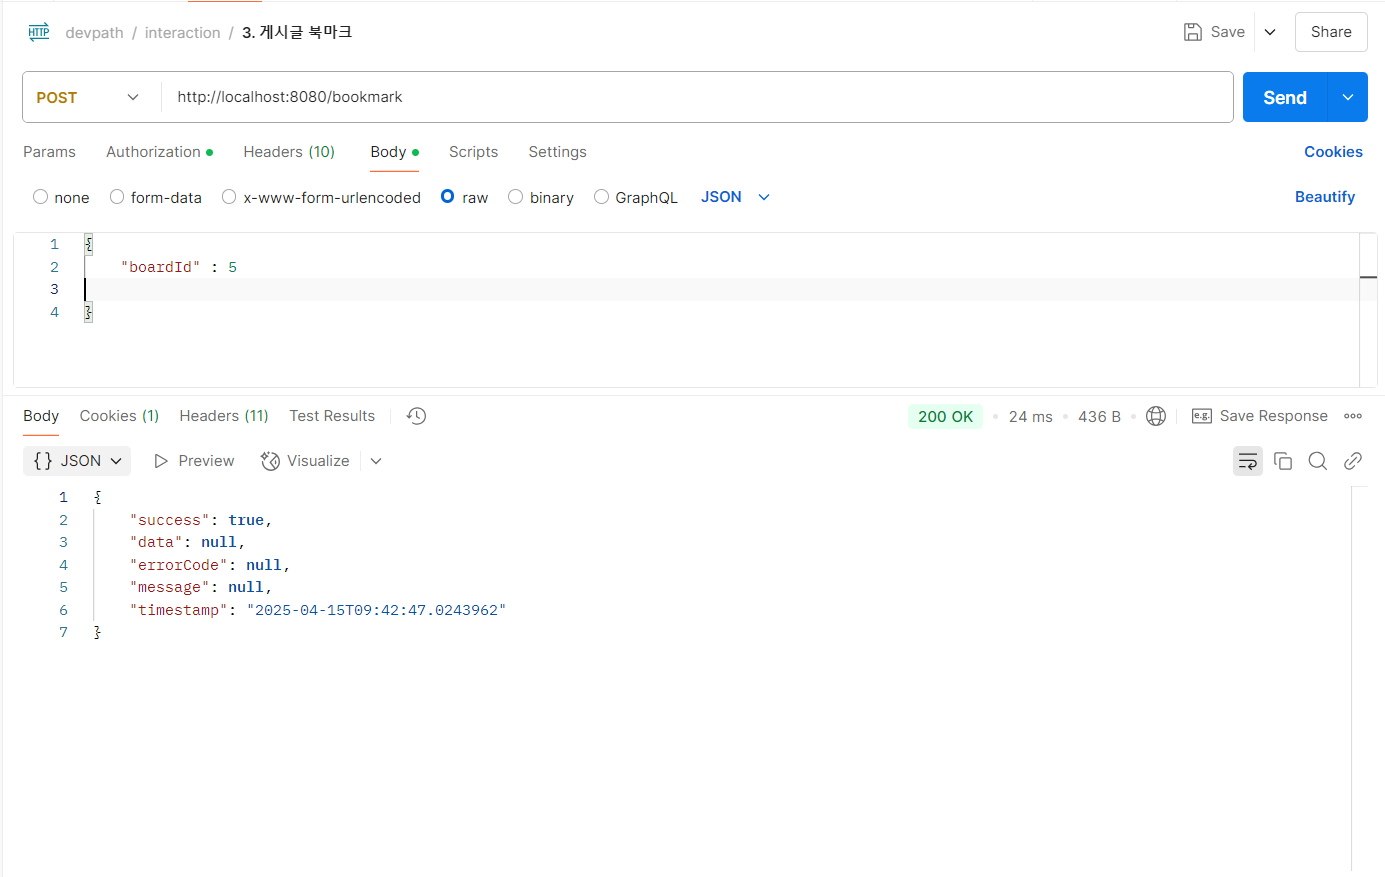 HTTP devpath / interaction / 3. 게시글 북마크 Save Share
POST http://localhost:8080/bookmark Send
Params Authorization Headers (10) Body Scripts Settings Cookies
none form-data x-www-form-urlencoded raw binary GraphQL JSON Beautify
1 {
2 "boardId" : 5
3
4 }
Body Cookies (1) Headers (11) Test Results 200 OK 24 ms 436 B e.g. Save Response
{} JSON Preview Visualize
1 {
2 "success": true,
3 "data": null,
4 "errorCode": null,
5 "message": null,
6 "timestamp": "2025-04-15T09:42:47.0243962"
7 }